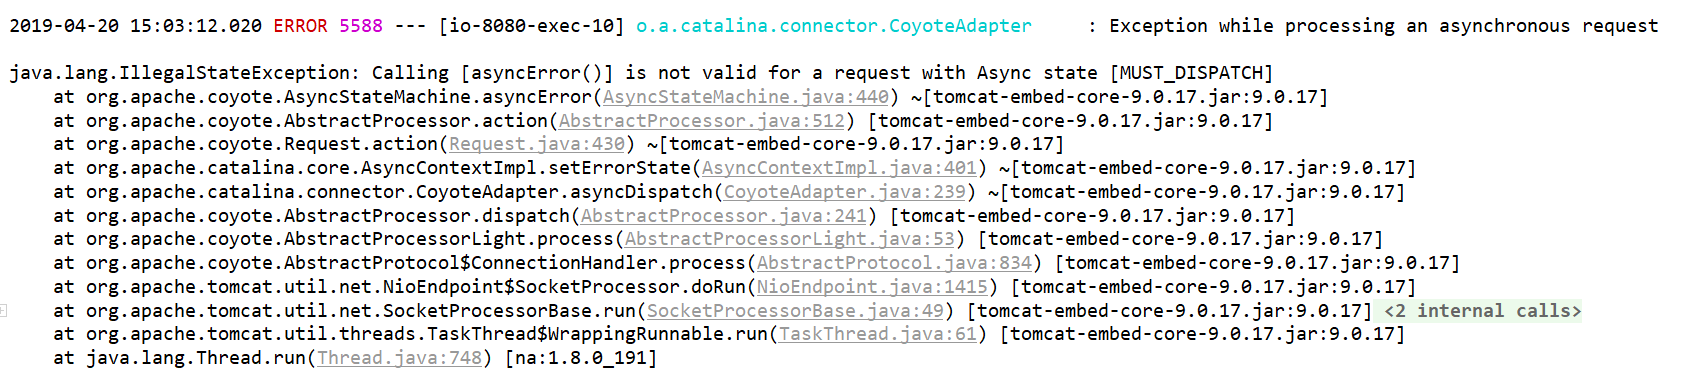 2019-04-20 15:03:12.020 ERROR 5588 --- [io-8080-exec-10] o.a.catalina.connector.CoyoteAdapter : Exception while processing an asynchronous request
java.lang.IllegalStateException: Calling [asyncError()] is not valid for a request with Async state [MUST_DISPATCH]
at org.apache.coyote.AsyncStateMachine.asyncError(AsyncStateMachine.java:440) ~[tomcat-embed-core-9.0.17.jar:9.0.17]
at org.apache.coyote.AbstractProcessor.action(AbstractProcessor.java:512) [tomcat-embed-core-9.0.17.jar:9.0.17]
at org.apache.coyote.Request.action(Request.java:430) ~[tomcat-embed-core-9.0.17.jar:9.0.17]
at org.apache.catalina.core.AsyncContextImpl.setErrorState(AsyncContextImpl.java:401) ~[tomcat-embed-core-9.0.17.jar:9.0.17]
at org.apache.catalina.connector.CoyoteAdapter.asyncDispatch(CoyoteAdapter.java:239) ~[tomcat-embed-core-9.0.17.jar:9.0.17]
at org.apache.coyote.AbstractProcessor.dispatch(AbstractProcessor.java:241) [tomcat-embed-core-9.0.17.jar:9.0.17]
at org.apache.coyote.AbstractProcessorLight.process(AbstractProcessorLight.java:53) [tomcat-embed-core-9.0.17.jar:9.0.17]
at org.apache.coyote.AbstractProtocol$ConnectionHandler.process(AbstractProtocol.java:834) [tomcat-embed-core-9.0.17.jar:9.0.17]
at org.apache.tomcat.util.net.NioEndpoint$SocketProcessor.doRun(NioEndpoint.java:1415) [tomcat-embed-core-9.0.17.jar:9.0.17]
at org.apache.tomcat.util.net.SocketProcessorBase.run(SocketProcessorBase.java:49) [tomcat-embed-core-9.0.17.jar:9.0.17] <2 internal calls>
at org.apache.tomcat.util.threads.TaskThread$WrappingRunnable.run(TaskThread.java:61) [tomcat-embed-core-9.0.17.jar:9.0.17]
at java.lang.Thread.run(Thread.java:748) [na:1.8.0_191]